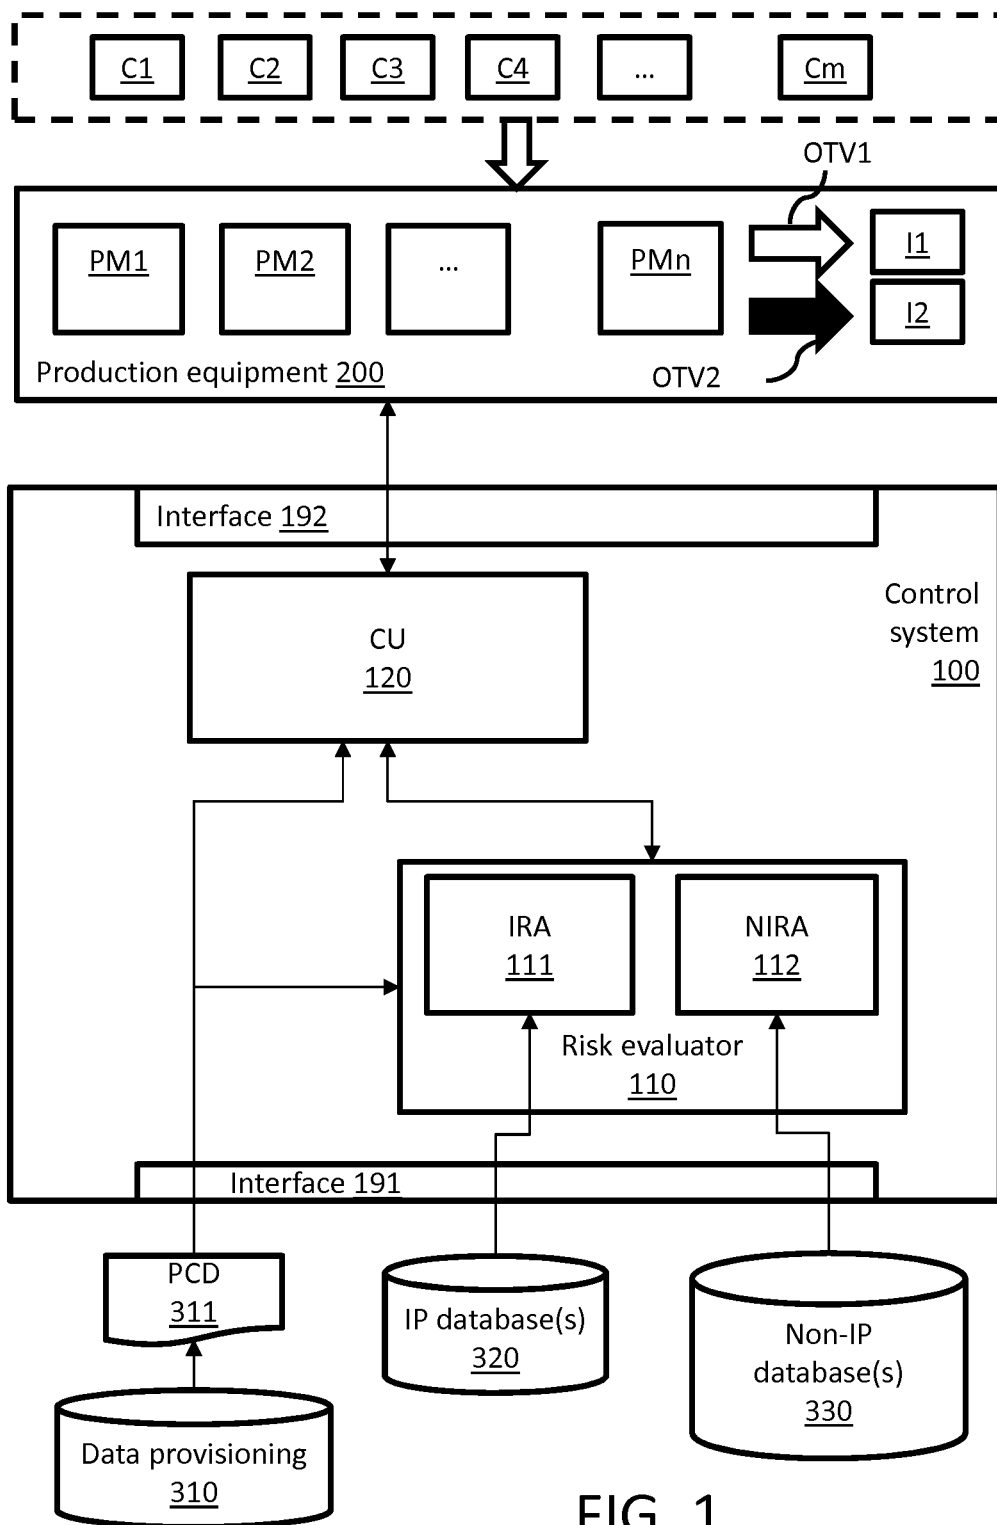 C1 C2 C3 C4 ... Cm
OTV1
PM1 PM2 ... PMn I1
I2
Production equipment 200 OTV2
Interface 192
Control
system
100
CU
120
IRA NIRA
111 112
Risk evaluator
110
Interface 191
PCD
311
IP database(s)
320
Non-IP
database(s)
330
Data provisioning
310
FIG. 1